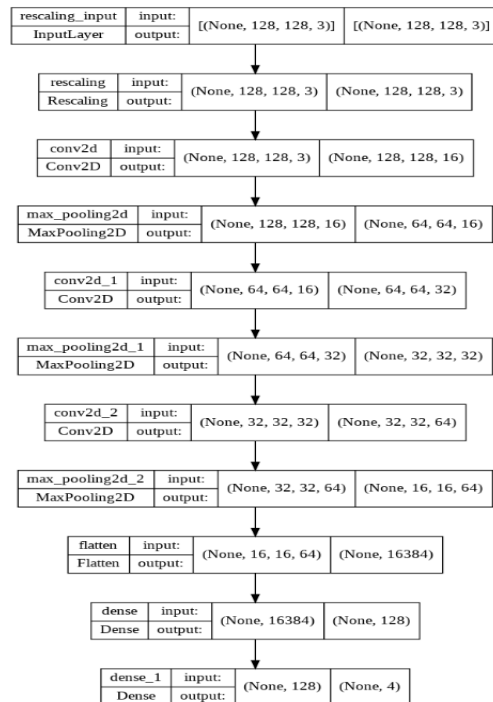 rescaling_input input: [(None, 128, 128, 3)] [(None, 128, 128, 3)]
InputLayer output:
rescaling input: (None, 128, 128, 3) (None, 128, 128, 3)
Rescaling output:
conv2d input: (None, 128, 128, 3) (None, 128, 128, 16)
Conv2D output:
max_pooling2d input: (None, 128, 128, 16) (None, 64, 64, 16)
MaxPooling2D output:
conv2d_1 input: (None, 64, 64, 16) (None, 64, 64, 32)
Conv2D output:
max_pooling2d_1 input: (None, 64, 64, 32) (None, 32, 32, 32)
MaxPooling2D output:
conv2d_2 input: (None, 32, 32, 32) (None, 32, 32, 64)
Conv2D output:
max_pooling2d_2 input: (None, 32, 32, 64) (None, 16, 16, 64)
MaxPooling2D output:
flatten input: (None, 16, 16, 64) (None, 16384)
Flatten output:
dense input: (None, 16384) (None, 128)
Dense output:
dense_1 input: (None, 128) (None, 4)
Dense output: